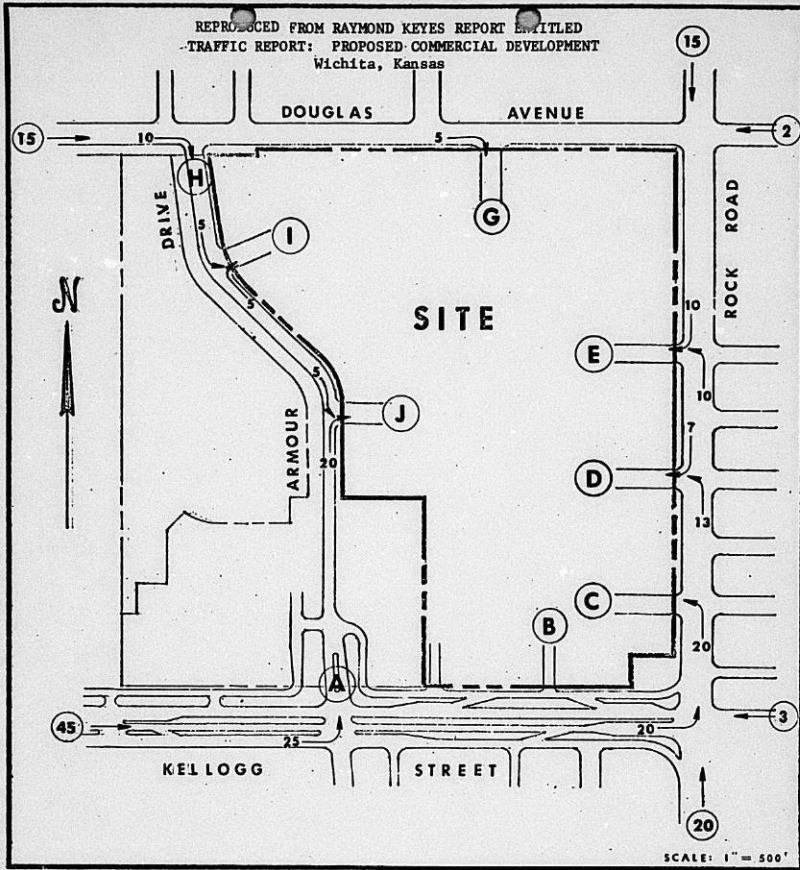 REPRODUCED FROM RAYMOND KEYES REPORT ENTITLED
TRAFFIC REPORT: PROPOSED COMMERCIAL DEVELOPMENT
Wichita, Kansas
15
DOUGLAS AVENUE
15
10
5
2
H
DRIVE
5
I
G
ROCK ROAD
N
5
SITE
10
E
5
J
10
ARMOUR
7
20
D
13
C
B
20
A
45
3
20
25
KELLOGG STREET
20
SCALE: 1" = 500'